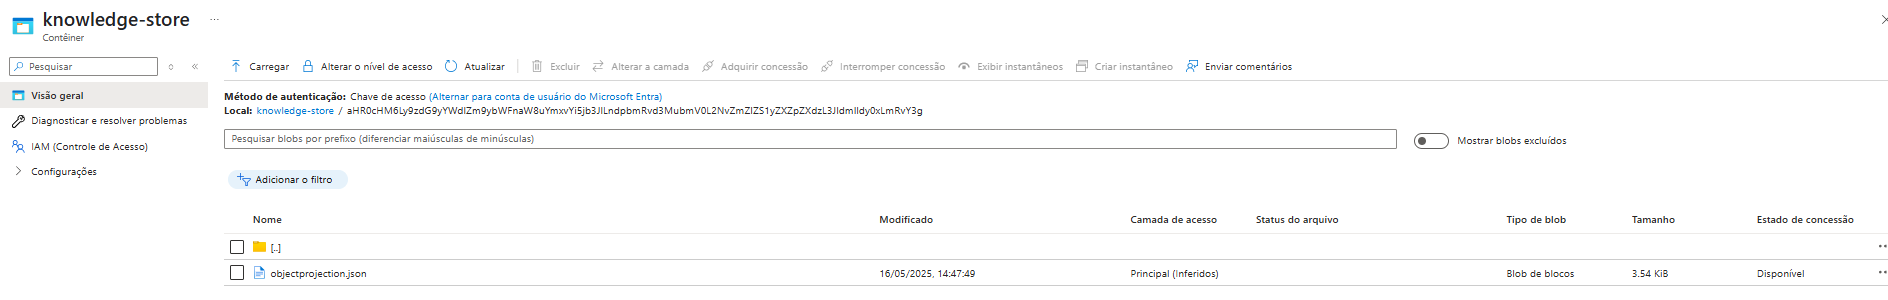 knowledge-store ...
Contêiner
Pesquisar
Carregar Alterar o nível de acesso Atualizar Excluir Alterar a camada Adquirir concessão Interromper concessão Exibir instantâneos Criar instantâneo Enviar comentários
Visão geral
Diagnosticar e resolver problemas
IAM (Controle de Acesso)
Configurações
Método de autenticação: Chave de acesso (Alternar para conta de usuário do Microsoft Entra)
Local: knowledge-store /
Pesquisar blobs por prefixo (diferenciar maiúsculas de minúsculas)
Mostrar blobs excluídos
Adicionar o filtro
Nome Modificado Camada de acesso Status do arquivo Tipo de blob Tamanho Estado de concessão
[..]
objectprojection.json 16/05/2025, 14:47:49 Principal (Inferidos) Blob de blocos 3.54 KiB Disponível